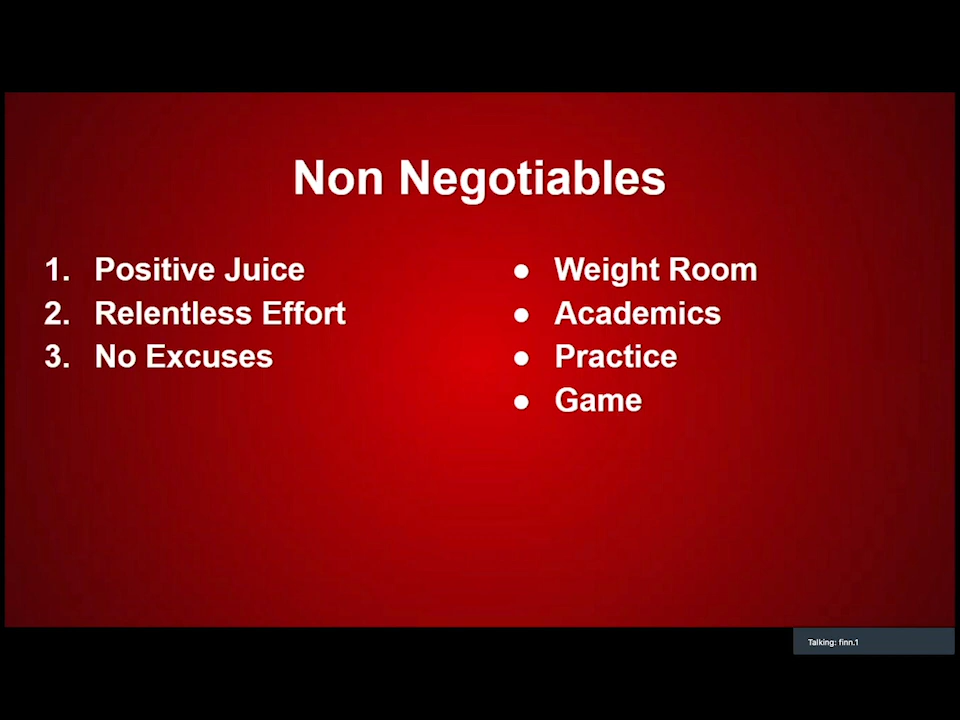 Non Negotiables
1. Positive Juice
2. Relentless Effort
3. No Excuses
● Weight Room
● Academics
● Practice
● Game
Talking: finn.1